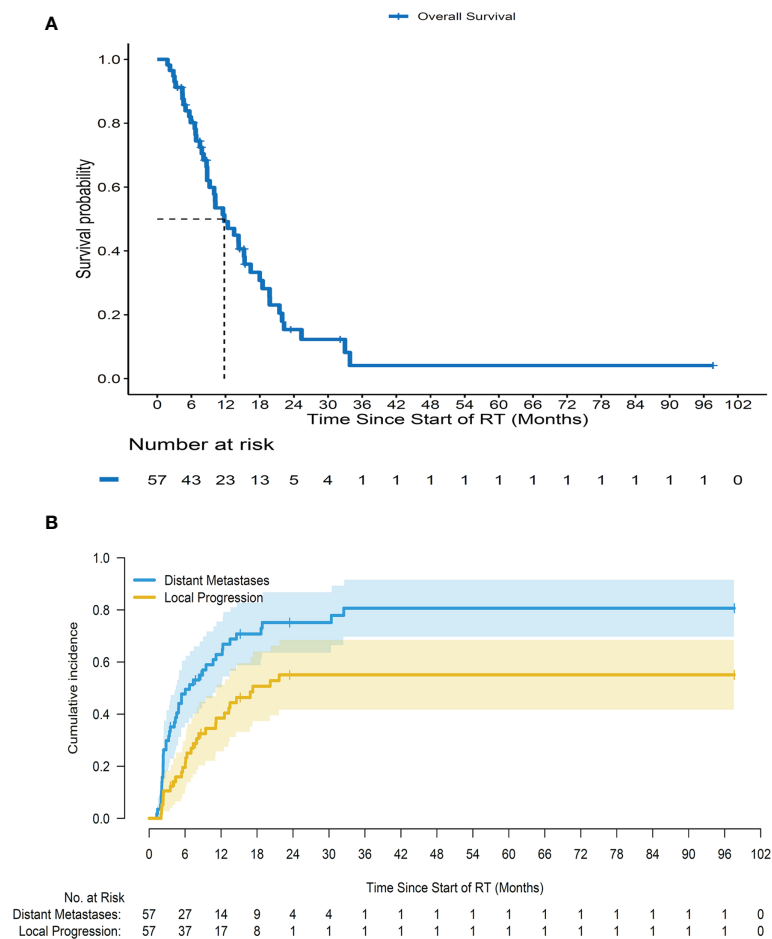 A
Overall Survival
1.0
0.8
0.6
0.4
0.2
0.0
Survival probability
0 6 12 18 24 30 36 42 48 54 60 66 72 78 84 90 96 102
Time Since Start of RT (Months)
Number at risk
57 43 23 13 5 4 1 1 1 1 1 1 1 1 1 1 1 0
B
1.0
0.8
0.6
0.4
0.2
0.0
Cumulative incidence
Distant Metastases
Local Progression
0 6 12 18 24 30 36 42 48 54 60 66 72 78 84 90 96 102
Time Since Start of RT (Months)
No. at Risk
Distant Metastases: 57 27 14 9 4 4 1 1 1 1 1 1 1 1 1 1 1 0
Local Progression: 57 37 17 8 1 1 1 1 1 1 1 1 1 1 1 1 1 0